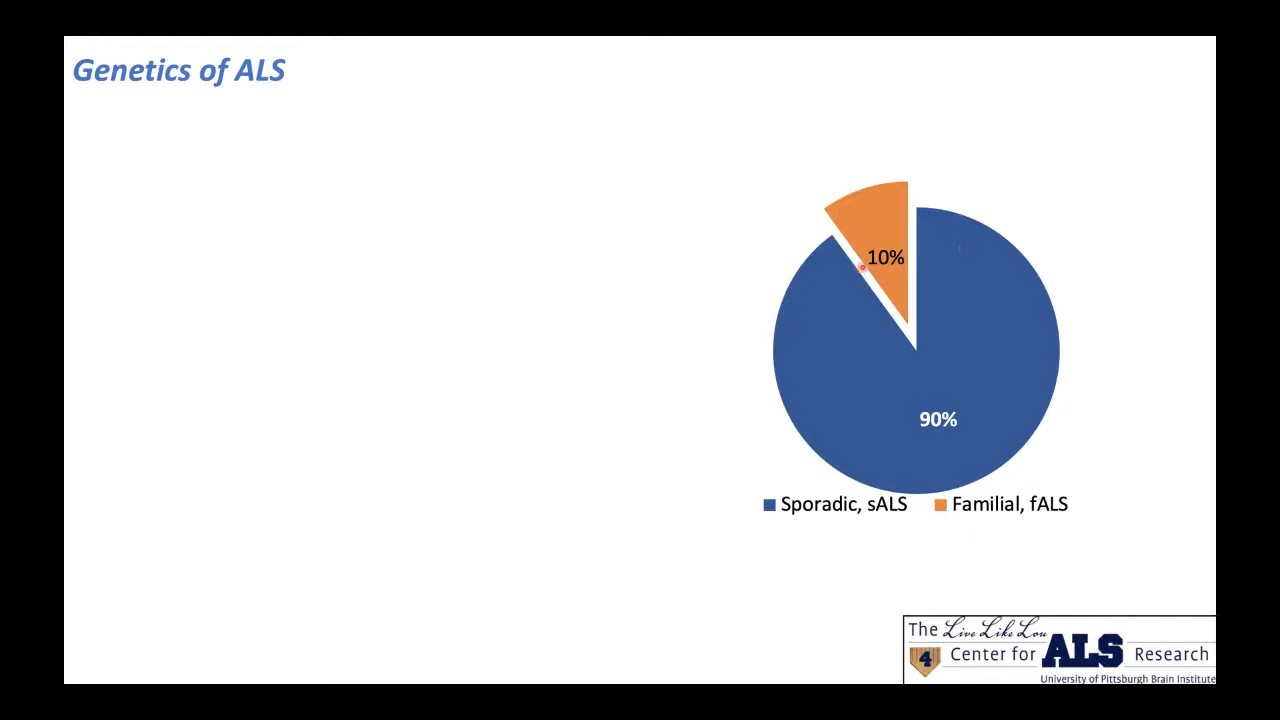 Genetics of ALS
10%
90%
Sporadic, sALS
Familial, fALS
The Live Like Lou
4 Center for ALS Research
University of Pittsburgh Brain Institute